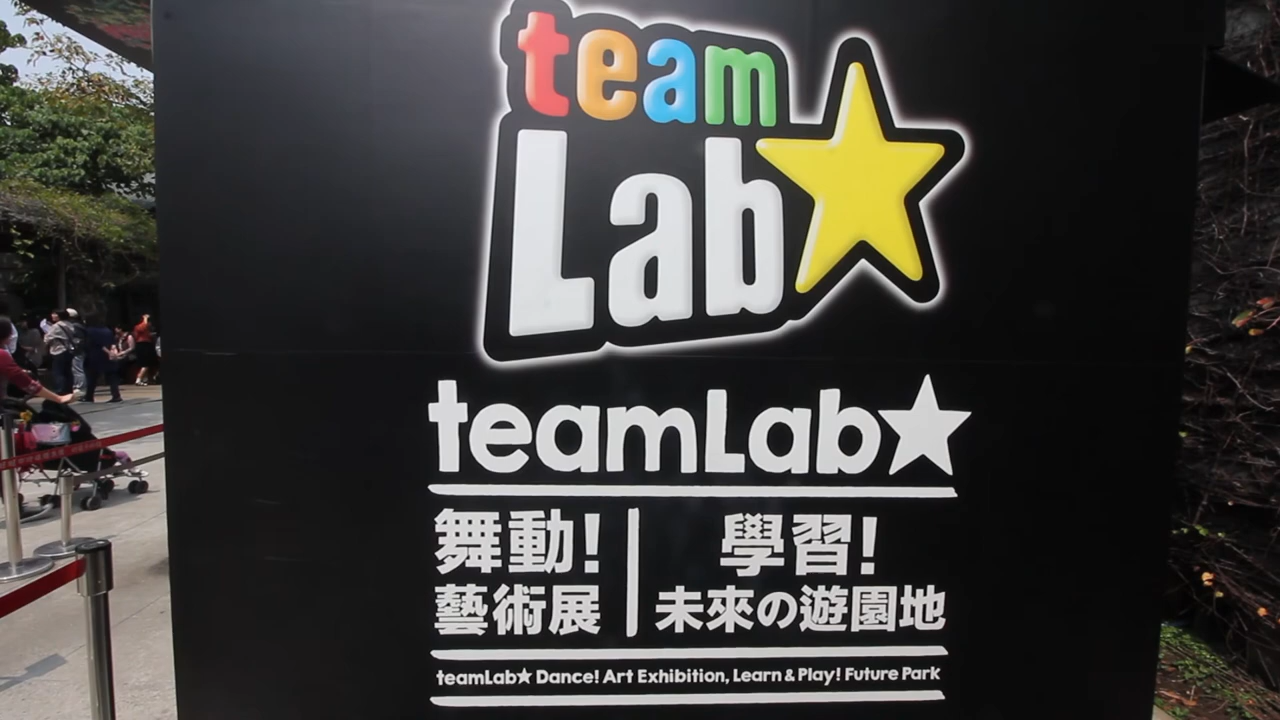 team
Lab★
teamLab★
舞動! 學習!
藝術展 未來の遊園地
teamLab★ Dance! Art Exhibition, Learn & Play! Future Park